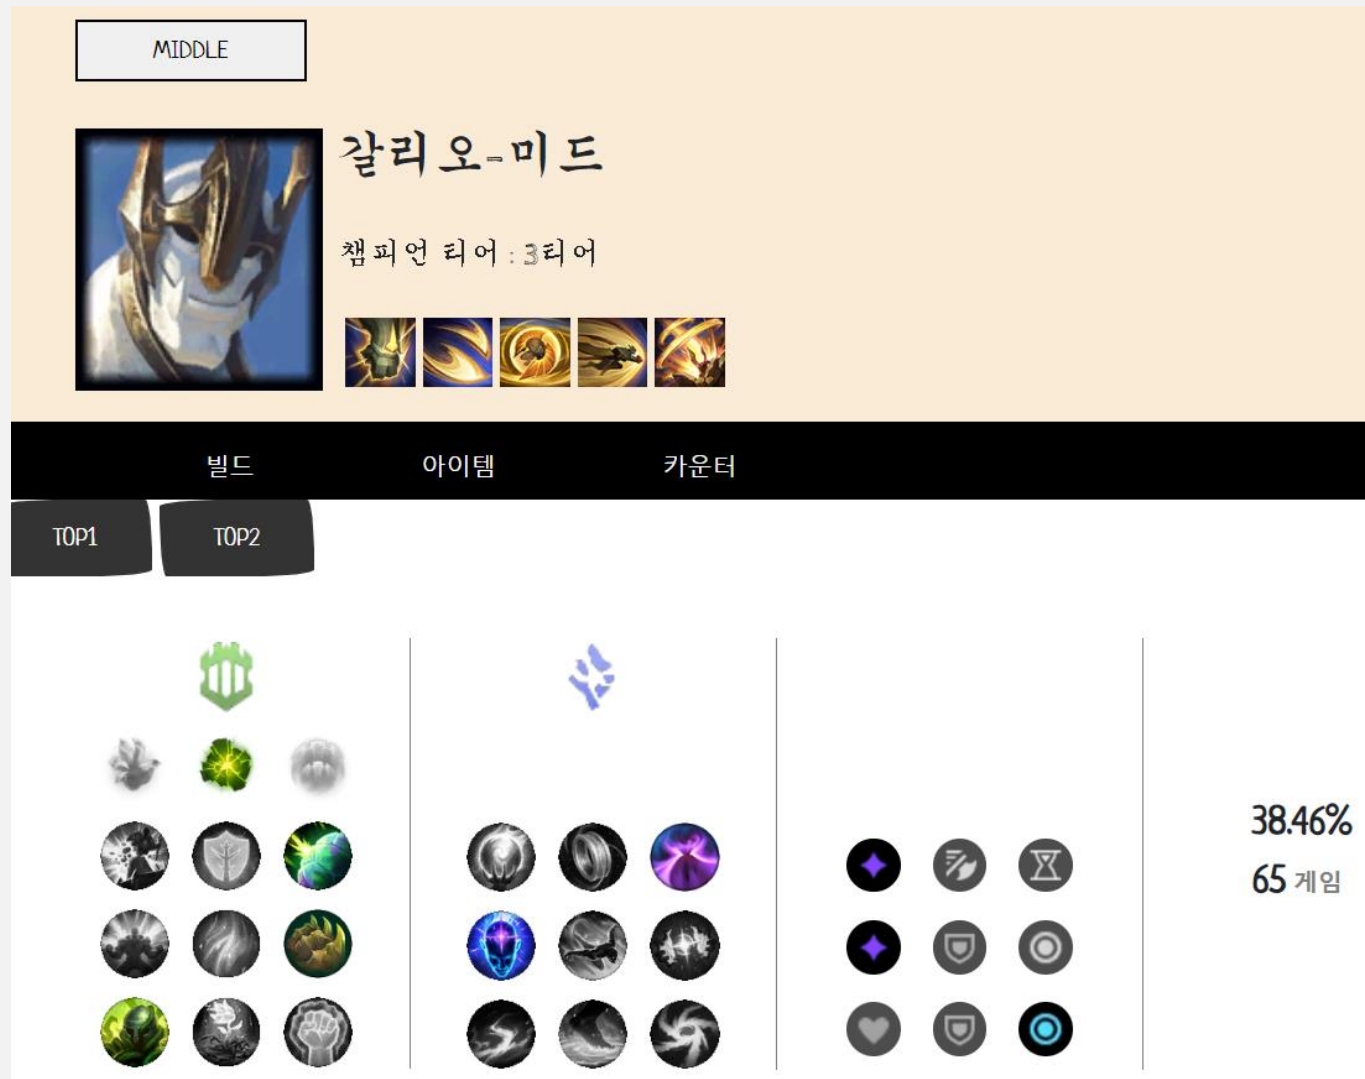 MIDDLE
갈리오-미드
챔피언 티어 : 3티어
빌드 아이템 카운터
TOP1 TOP2
38.46%
65 게임